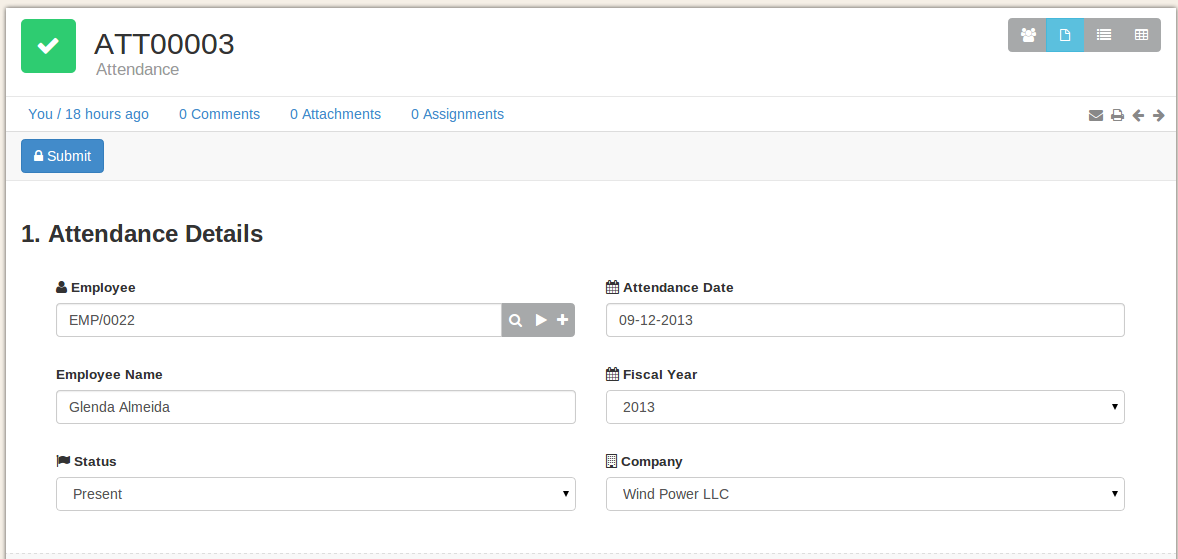 ATT00003
Attendance
You / 18 hours ago 0 Comments 0 Attachments 0 Assignments
Submit
1. Attendance Details
Employee Attendance Date
EMP/0022 09-12-2013
Employee Name Fiscal Year
Glenda Almeida 2013
Status Company
Present Wind Power LLC